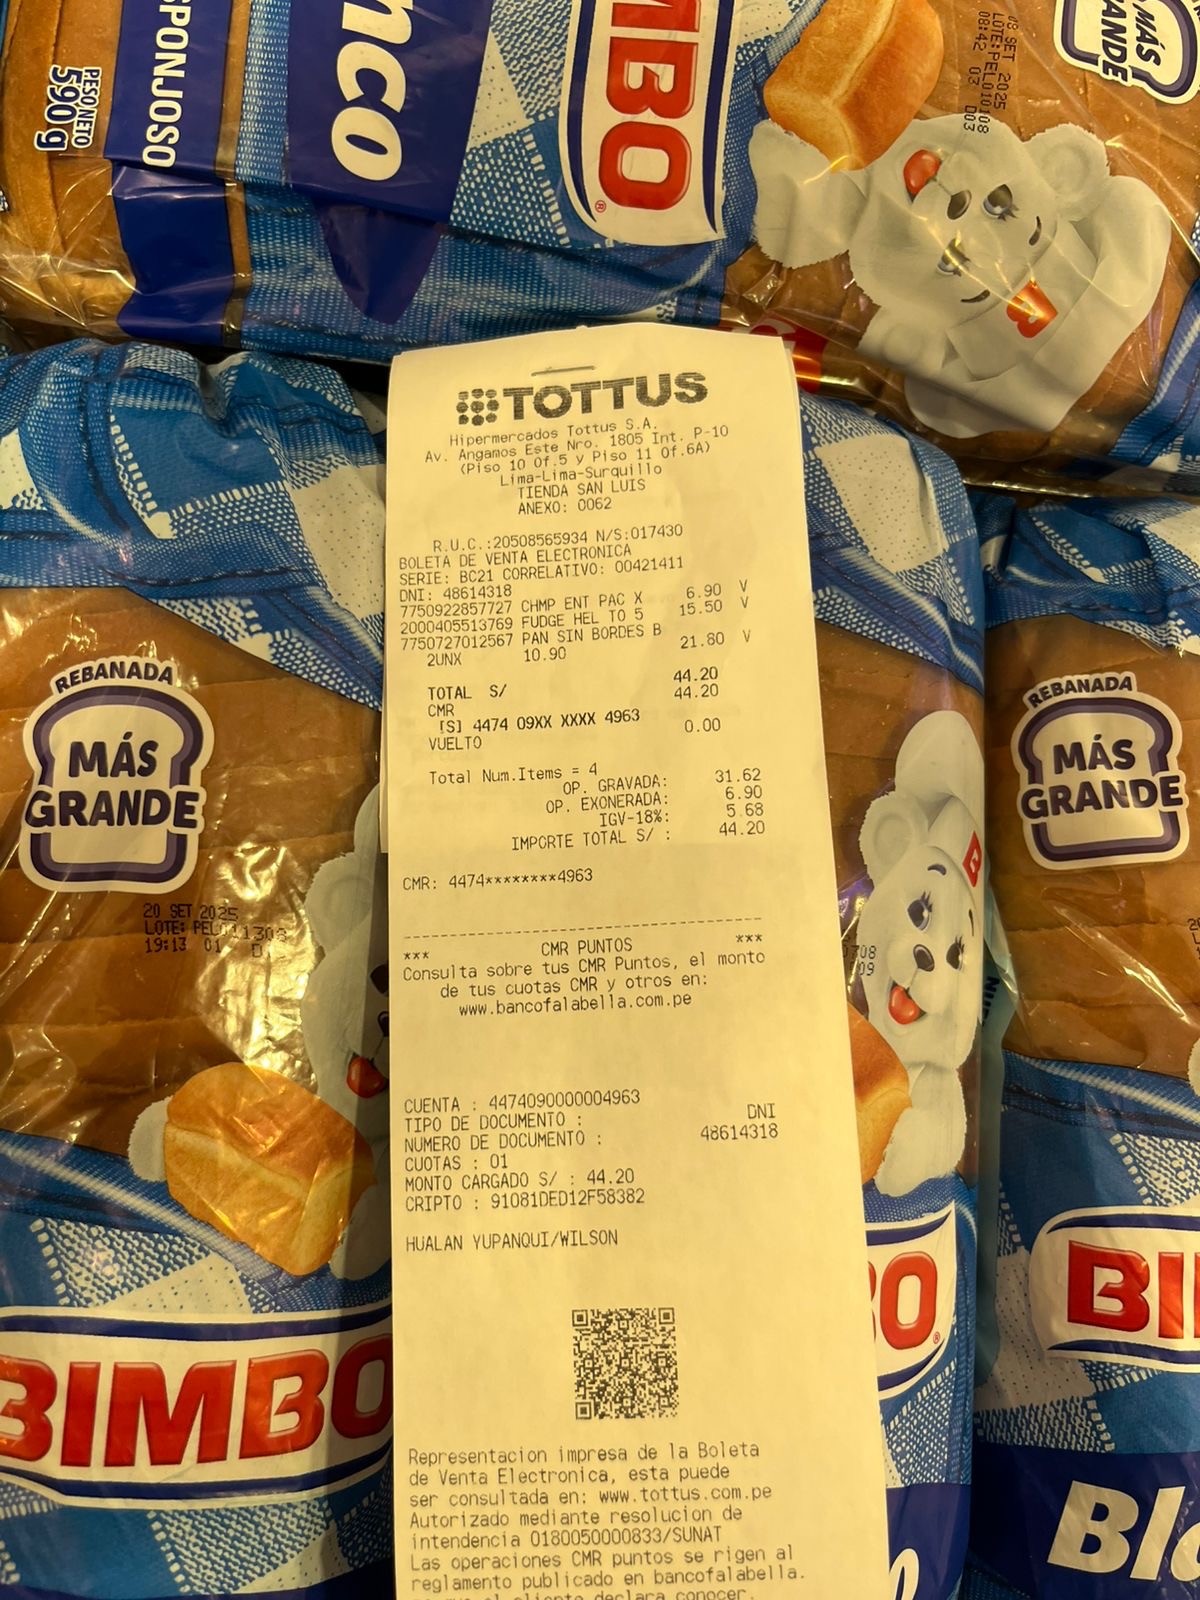 PESO NETO
590 g
ESPONJOSO
nco
BIMBO
®
03 SET 2025
LOTE: PEL010108
08:42 03 D03
MÁS
GRANDE
TOTTUS
Hipermercados Tottus S.A.
Av. Angamos Este Nro. 1805 Int. P-10
(Piso 10 Of.5 y Piso 11 Of.6A)
Lima-Lima-Surquillo
TIENDA SAN LUIS
ANEXO: 0062
R.U.C.:20508565934 N/S:017430
BOLETA DE VENTA ELECTRONICA
SERIE: BC21 CORRELATIVO: 00421411
DNI: 48614318
7750922857727 CHMP ENT PAC X 6.90 V
2000405513769 FUDGE HEL TO 5 15.50 V
7750727012567 PAN SIN BORDES B
2UNX 10.90 21.80 V
TOTAL S/ 44.20
CMR 44.20
[S] 4474 09XX XXXX 4963
VUELTO 0.00
Total Num.Items = 4
OP. GRAVADA: 31.62
OP. EXONERADA: 6.90
IGV-18%: 5.68
IMPORTE TOTAL S/ : 44.20
CMR: 4474********4963
*** CMR PUNTOS ***
Consulta sobre tus CMR Puntos, el monto
de tus cuotas CMR y otros en:
www.bancofalabella.com.pe
CUENTA : 4474090000004963
TIPO DE DOCUMENTO : DNI
NUMERO DE DOCUMENTO : 48614318
CUOTAS : 01
MONTO CARGADO S/ : 44.20
CRIPTO : 91081DED12F58382
HUALAN YUPANQUI/WILSON
Representacion impresa de la Boleta
de Venta Electronica, esta puede
ser consultada en: www.tottus.com.pe
Autorizado mediante resolucion de
intendencia 0180050000833/SUNAT
Las operaciones CMR puntos se rigen al
reglamento publicado en bancofalabella.
el cliente declara conocer.
REBANADA
MÁS
GRANDE
20 SET 2025
19:13 01
BIMBO
REBANADA
MÁS
GRANDE
BO
®
BI
Bl